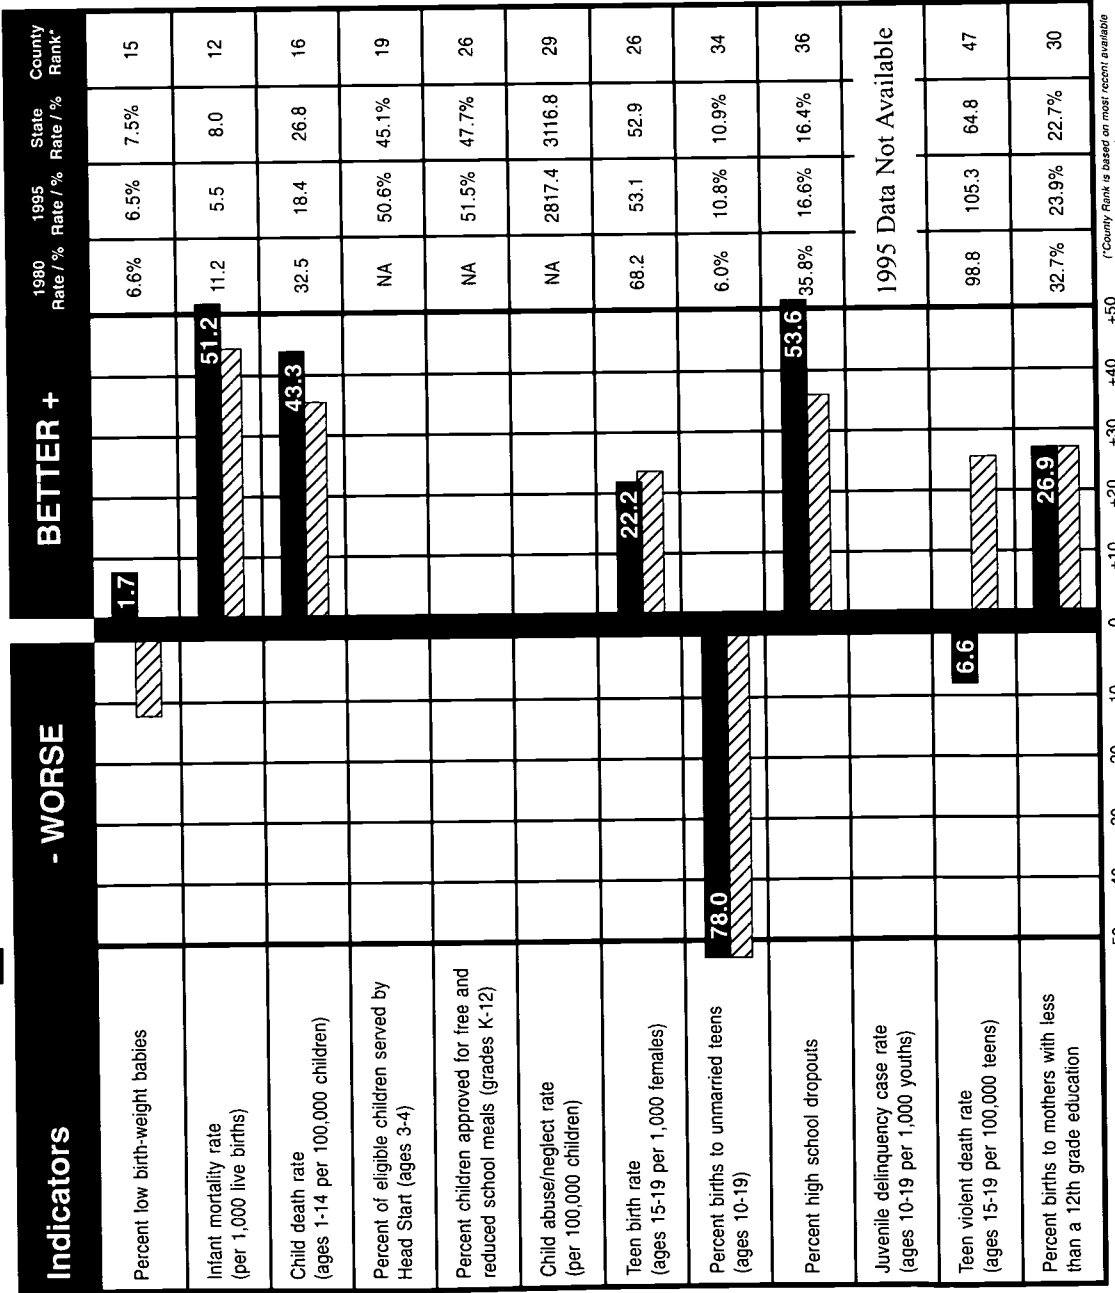 Indicators
- WORSE
BETTER +
1980
Rate / %
1995
Rate / %
State
Rate / %
County
Rank*
Percent low birth-weight babies
1.7
6.6%
6.5%
7.5%
15
Infant mortality rate
(per 1,000 live births)
51.2
11.2
5.5
8.0
12
Child death rate
(ages 1-14 per 100,000 children)
43.3
32.5
18.4
26.8
16
Percent of eligible children served by
Head Start (ages 3-4)
NA
50.6%
45.1%
19
Percent children approved for free and
reduced school meals (grades K-12)
NA
51.5%
47.7%
26
Child abuse/neglect rate
(per 100,000 children)
NA
2817.4
3116.8
29
Teen birth rate
(ages 15-19 per 1,000 females)
22.2
68.2
53.1
52.9
26
Percent births to unmarried teens
(ages 10-19)
78.0
6.0%
10.8%
10.9%
34
Percent high school dropouts
53.6
35.8%
16.6%
16.4%
36
Juvenile delinquency case rate
(ages 10-19 per 1,000 youths)
1995 Data Not Available
Teen violent death rate
(ages 15-19 per 100,000 teens)
6.6
98.8
105.3
64.8
47
Percent births to mothers with less
than a 12th grade education
26.9
32.7%
23.9%
22.7%
30
0
+10
+20
+30
+40
+50
(*County Rank is based on most recent available